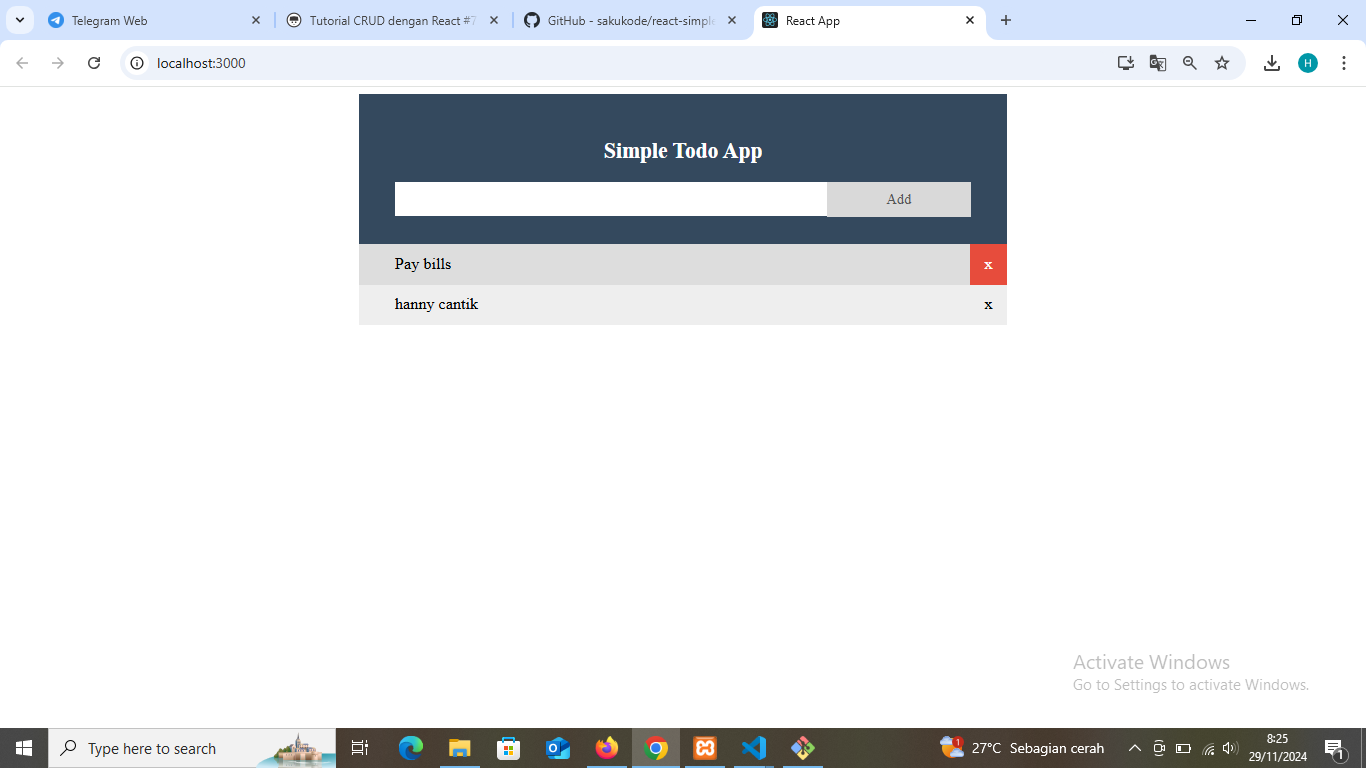 Telegram Web
Tutorial CRUD dengan React #7
GitHub - sakukode/react-simple
React App
localhost:3000
H
Simple Todo App
Add
Pay bills
x
hanny cantik
x
Activate Windows
Go to Settings to activate Windows.
Type here to search
1
27°C Sebagian cerah
8:25
29/11/2024
1